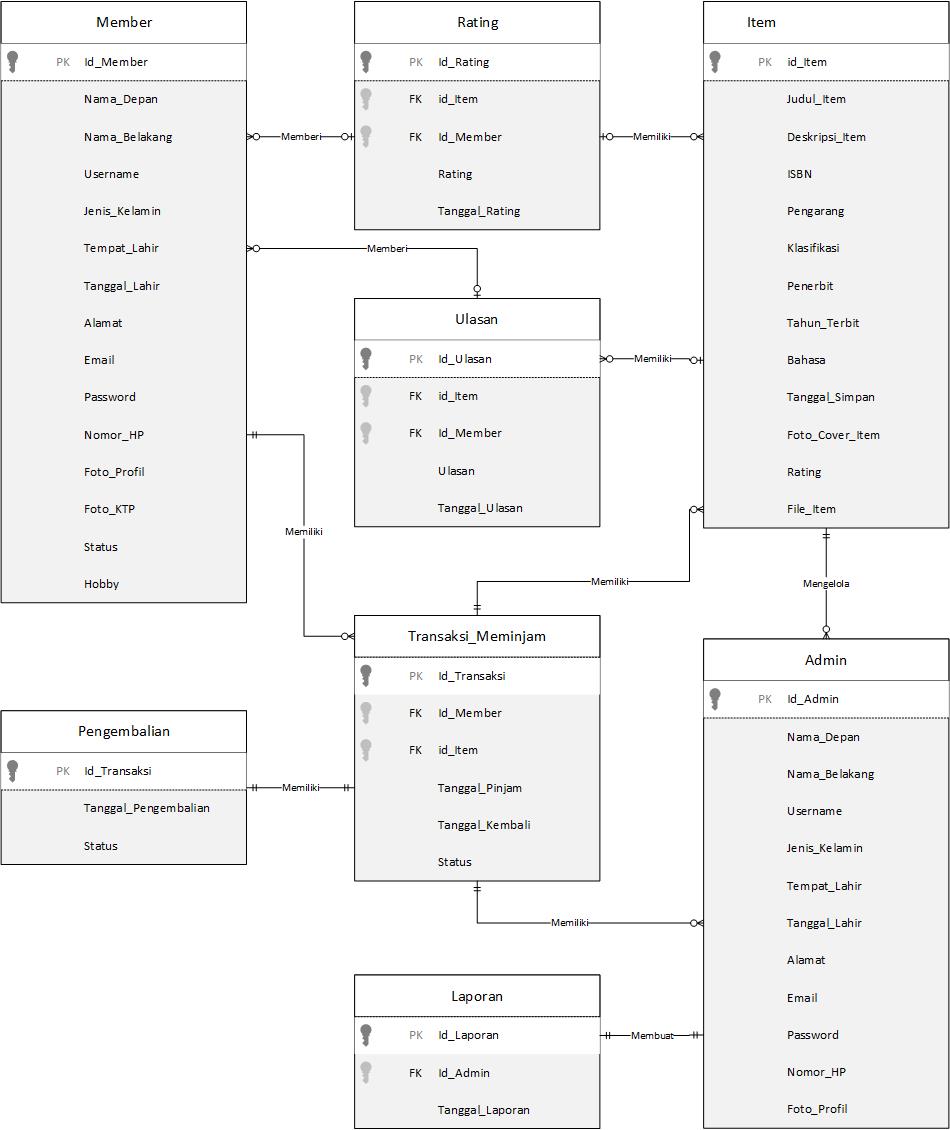 Member
PK Id_Member
Nama_Depan
Nama_Belakang
Username
Jenis_Kelamin
Tempat_Lahir
Tanggal_Lahir
Alamat
Email
Password
Nomor_HP
Foto_Profil
Foto_KTP
Status
Hobby
Memberi
Memberi
Memiliki
Rating
PK Id_Rating
FK id_Item
FK Id_Member
Rating
Tanggal_Rating
Memiliki
Ulasan
PK Id_Ulasan
FK id_Item
FK Id_Member
Ulasan
Tanggal_Ulasan
Memiliki
Item
PK id_Item
Judul_Item
Deskripsi_Item
ISBN
Pengarang
Klasifikasi
Penerbit
Tahun_Terbit
Bahasa
Tanggal_Simpan
Foto_Cover_Item
Rating
File_Item
Memiliki
Mengelola
Transaksi_Meminjam
PK Id_Transaksi
FK Id_Member
FK id_Item
Tanggal_Pinjam
Tanggal_Kembali
Status
Pengembalian
PK Id_Transaksi
Tanggal_Pengembalian
Status
Memiliki
Memiliki
Admin
PK Id_Admin
Nama_Depan
Nama_Belakang
Username
Jenis_Kelamin
Tempat_Lahir
Tanggal_Lahir
Alamat
Email
Password
Nomor_HP
Foto_Profil
Laporan
PK Id_Laporan
FK Id_Admin
Tanggal_Laporan
Membuat